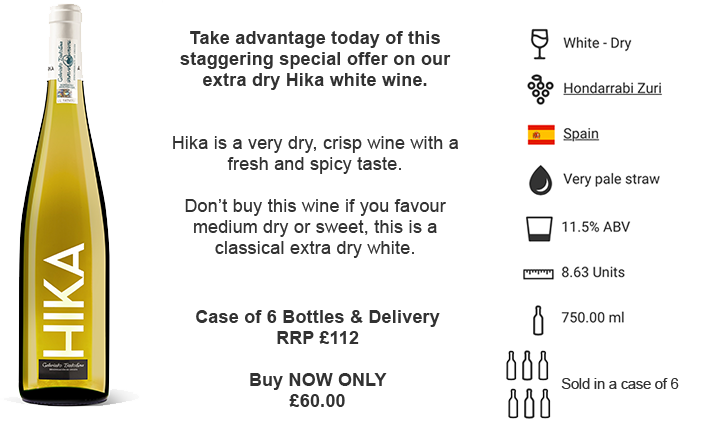 Take advantage today of this
staggering special offer on our
extra dry Hika white wine.
Hika is a very dry, crisp wine with a
fresh and spicy taste.
Don’t buy this wine if you favour
medium dry or sweet, this is a
classical extra dry white.
Case of 6 Bottles & Delivery
RRP £112
Buy NOW ONLY
£60.00
White - Dry
Hondarrabi Zuri
Spain
Very pale straw
11.5% ABV
8.63 Units
750.00 ml
Sold in a case of 6
HIKA